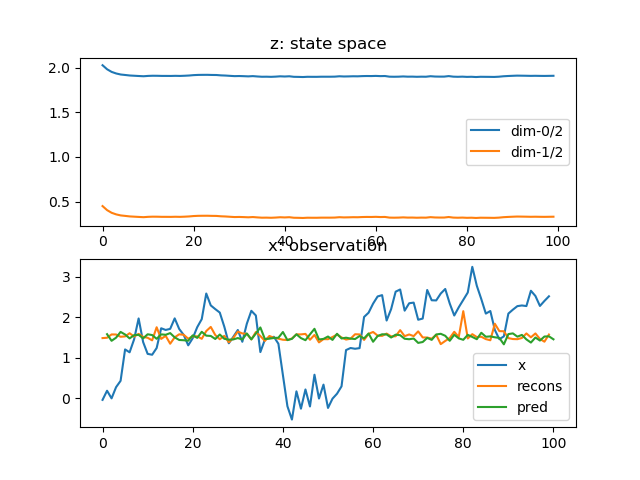 z: state space
2.0
1.5
1.0
0.5
dim-0/2
dim-1/2
0 20 40 60 80 100
x: observation
3
2
1
0
x
recons
pred
0 20 40 60 80 100